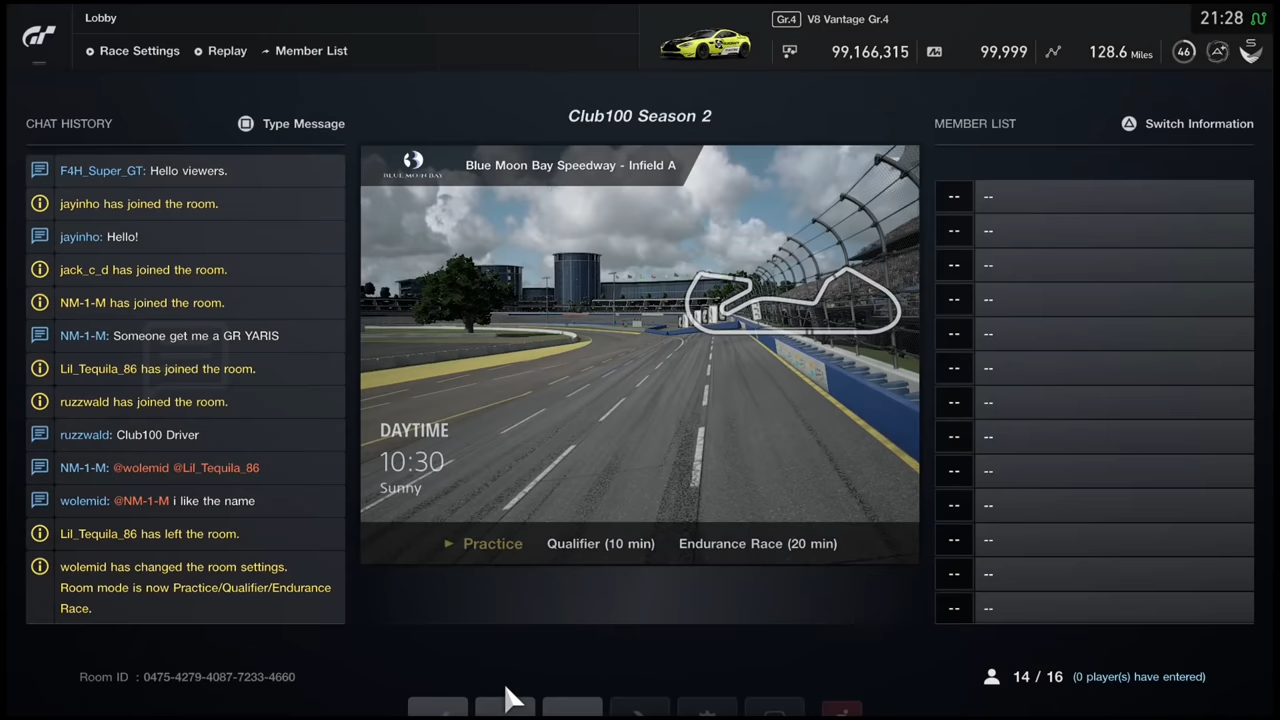 Lobby
Race Settings
Replay
Member List
Gr.4
V8 Vantage Gr.4
99,166,315
99,999
128.6 Miles
46
A+
S
21:28
CHAT HISTORY
Type Message
F4H_Super_GT: Hello viewers.
jayinho has joined the room.
jayinho: Hello!
jack_c_d has joined the room.
NM-1-M has joined the room.
NM-1-M: Someone get me a GR YARIS
Lil_Tequila_86 has joined the room.
ruzzwald has joined the room.
ruzzwald: Club100 Driver
NM-1-M: @wolemid @Lil_Tequila_86
wolemid: @NM-1-M i like the name
Lil_Tequila_86 has left the room.
wolemid has changed the room settings.
Room mode is now Practice/Qualifier/Endurance
Race.
Club100 Season 2
BLUE MOON BAY
Blue Moon Bay Speedway - Infield A
DAYTIME
10:30
Sunny
Practice
Qualifier (10 min)
Endurance Race (20 min)
MEMBER LIST
Switch Information
-- --
-- --
-- --
-- --
-- --
-- --
-- --
-- --
-- --
-- --
-- --
-- --
-- --
Room ID : 0475-4279-4087-7233-4660
14 / 16 (0 player(s) have entered)